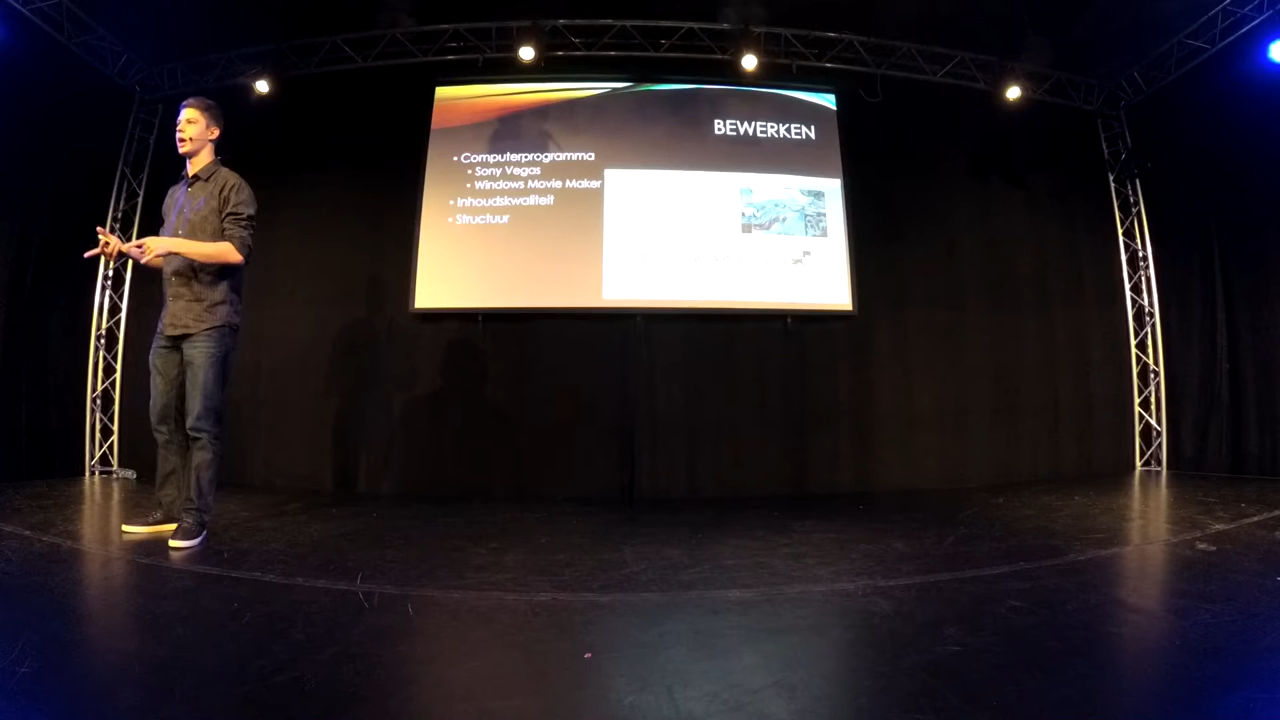 BEWERKEN
• Computerprogramma
• Sony Vegas
• Windows Movie Maker
• Inhoudskwaliteit
• Structuur